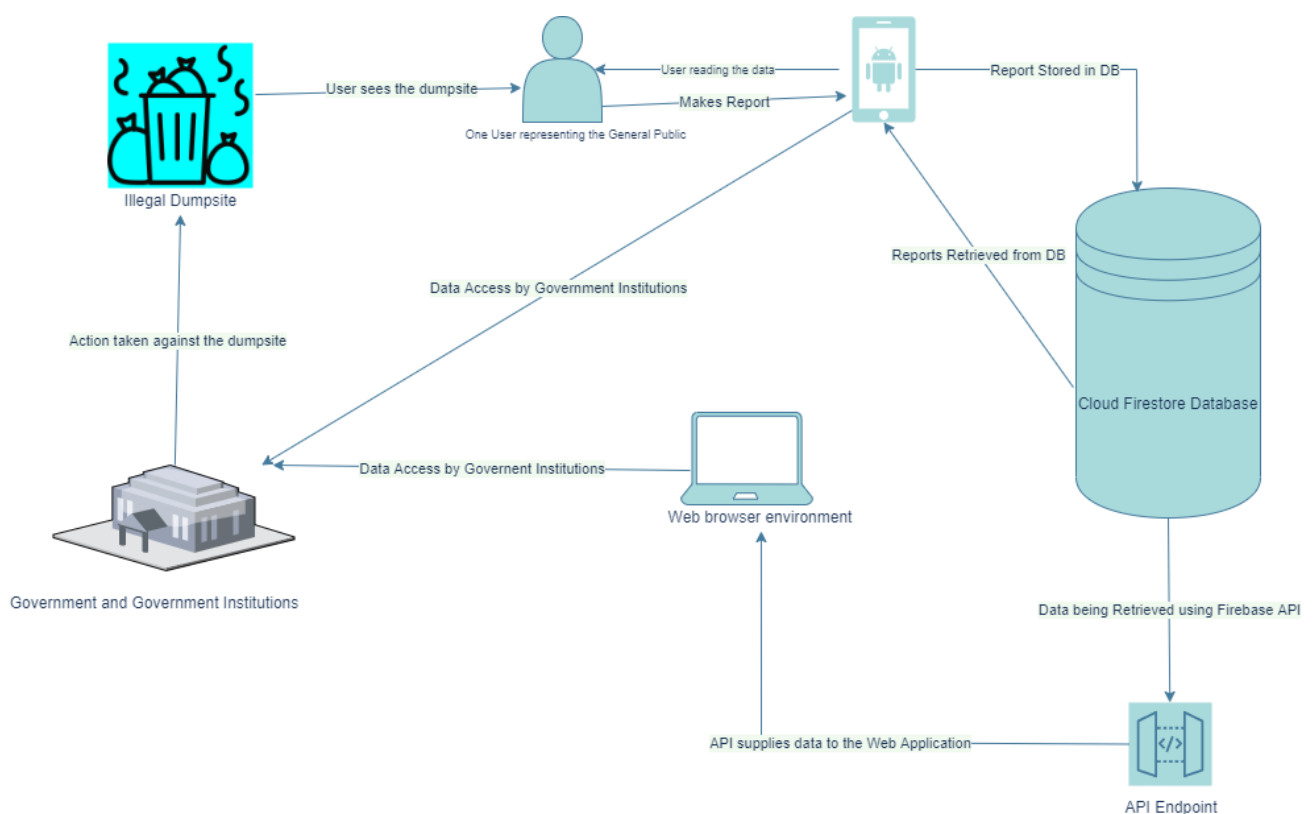 User reading the data
Report Stored in DB
User sees the dumpsite
Makes Report
One User representing the General Public
Illegal Dumpsite
Reports Retrieved from DB
Data Access by Government Institutions
Action taken against the dumpsite
Cloud Firestore Database
Data Access by Governent Institutions
Web browser environment
Government and Government Institutions
Data being Retrieved using Firebase API
API supplies data to the Web Application
</>
API Endpoint